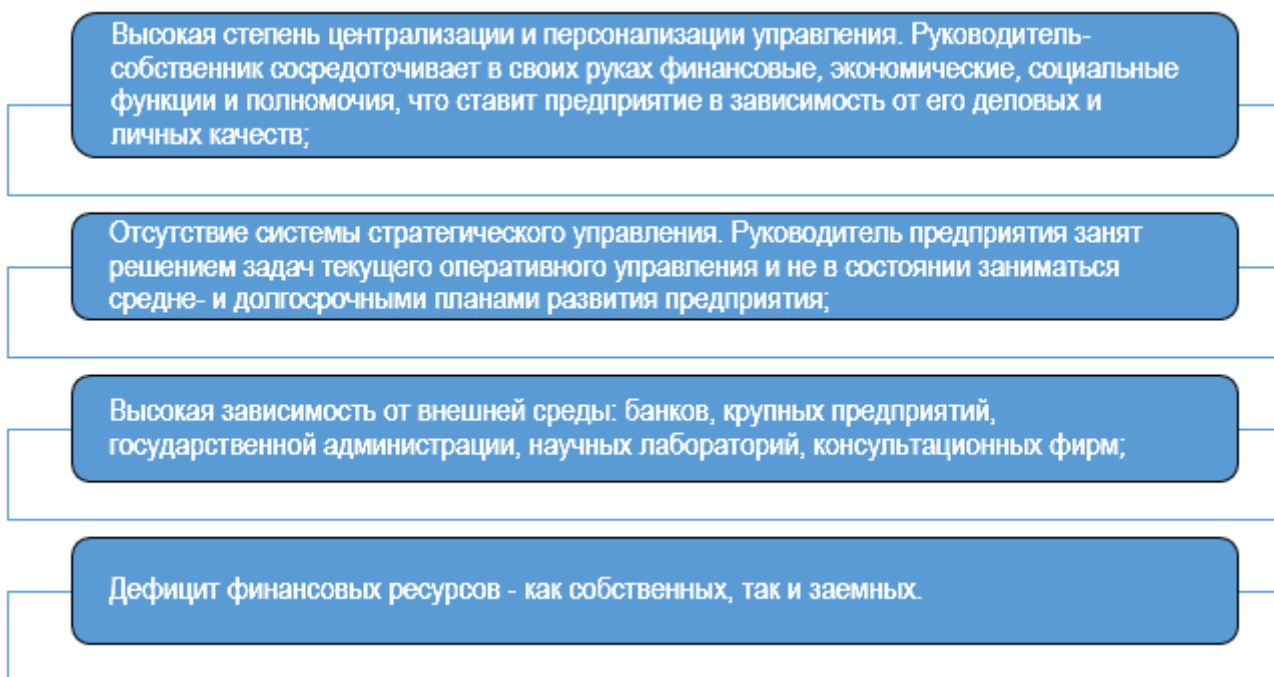 Высокая степень централизации и персонализации управления. Руководитель-
собственник сосредоточивает в своих руках финансовые, экономические, социальные
функции и полномочия, что ставит предприятие в зависимость от его деловых и
личных качеств;
Отсутствие системы стратегического управления. Руководитель предприятия занят
решением задач текущего оперативного управления и не в состоянии заниматься
средне- и долгосрочными планами развития предприятия;
Высокая зависимость от внешней среды: банков, крупных предприятий,
государственной администрации, научных лабораторий, консультационных фирм;
Дефицит финансовых ресурсов - как собственных, так и заемных.